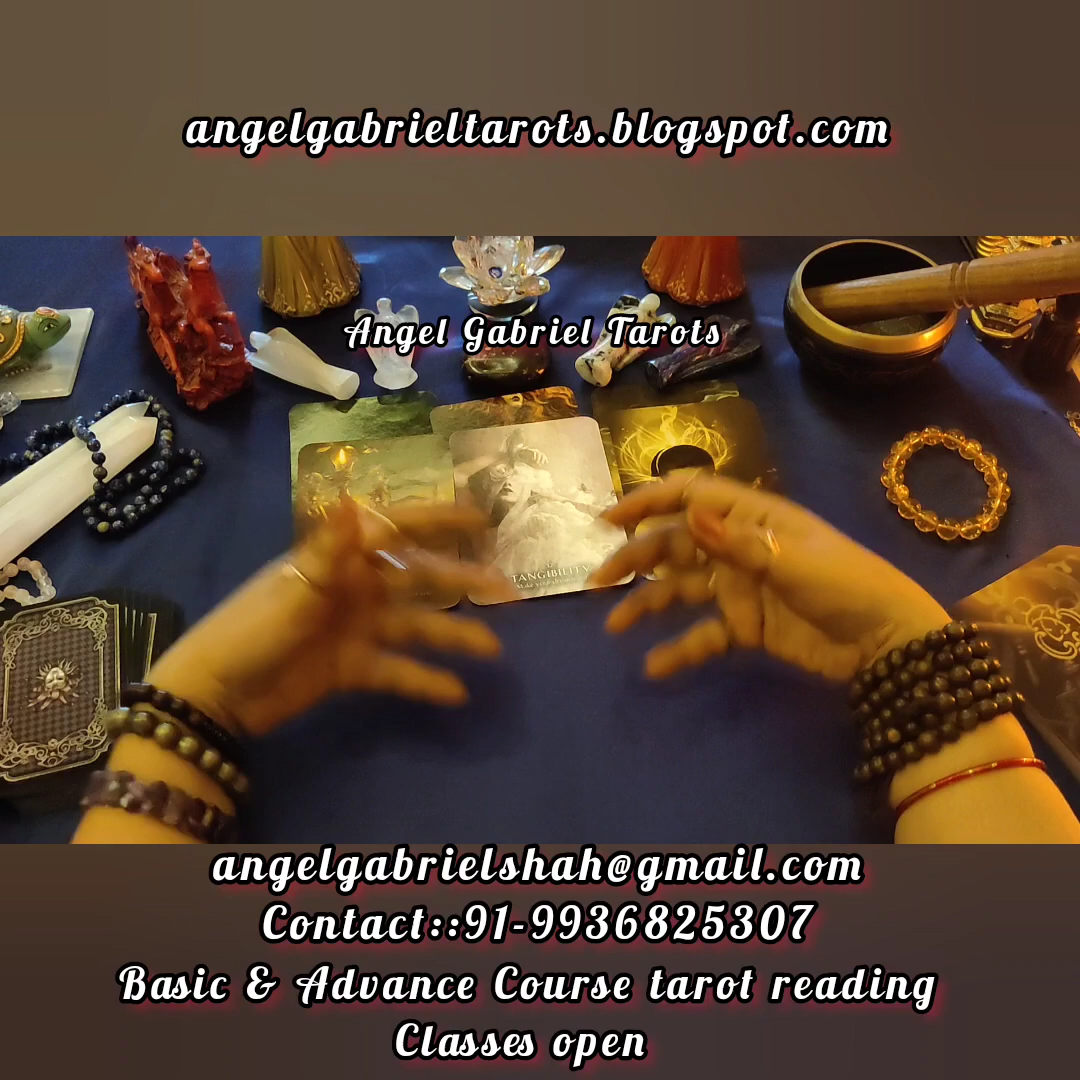 angelgabrieltarots.blogspot.com
Angel Gabriel Tarots
TANGIBILITY
angelgabrielshah@gmail.com
Contact::91-9936825307
Basic & Advance Course tarot reading
Classes open